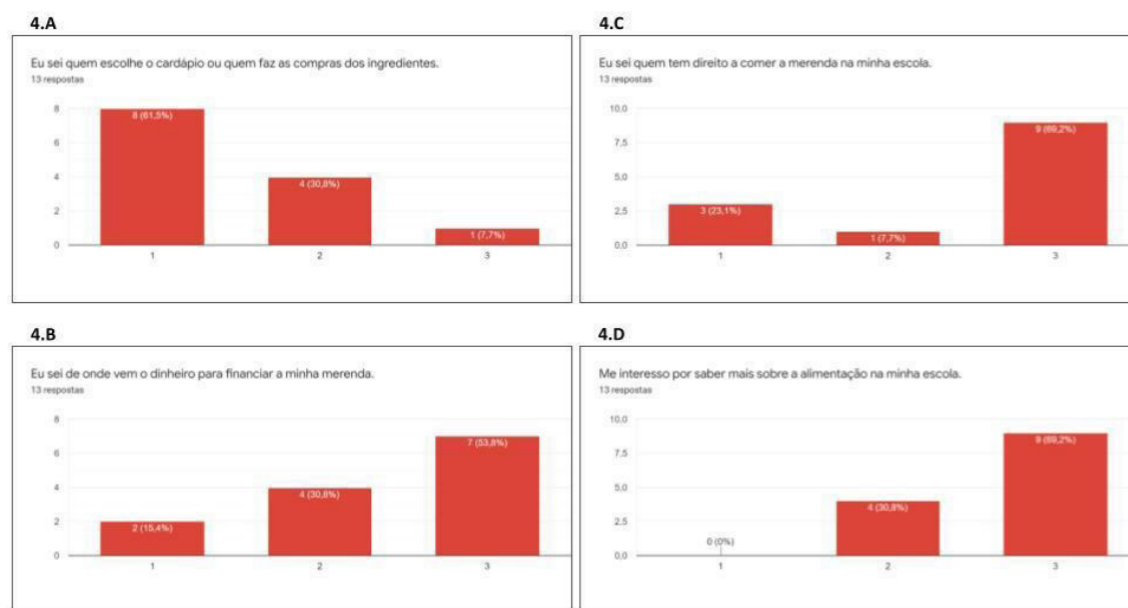 4.A
Eu sei quem escolhe o cardápio ou quem faz as compras dos ingredientes.
13 respostas
8
6
4
2
0
8 (61,5%)
4 (30,8%)
1 (7,7%)
1 2 3
4.C
Eu sei quem tem direito a comer a merenda na minha escola.
13 respostas
10,0
7,5
5,0
2,5
0,0
3 (23,1%)
1 (7,7%)
9 (69,2%)
1 2 3
4.B
Eu sei de onde vem o dinheiro para financiar a minha merenda.
13 respostas
8
6
4
2
0
2 (15,4%)
4 (30,8%)
7 (53,8%)
1 2 3
4.D
Me interesso por saber mais sobre a alimentação na minha escola.
13 respostas
10,0
7,5
5,0
2,5
0,0
0 (0%)
4 (30,8%)
9 (69,2%)
1 2 3